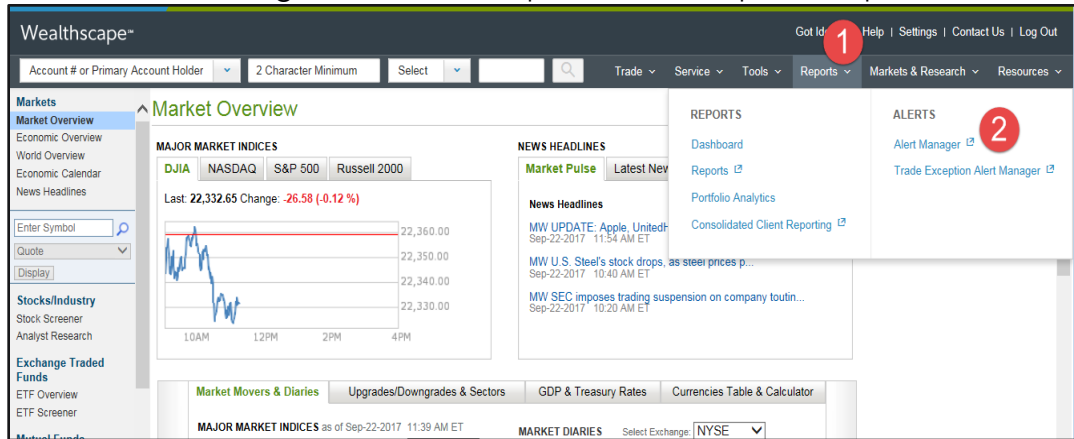 Wealthscape℠
Got Id Help | Settings | Contact Us | Log Out
1
Account # or Primary Account Holder 2 Character Minimum Select Trade Service Tools Reports Markets & Research Resources
Markets
Market Overview
Economic Overview
World Overview
Economic Calendar
News Headlines
Enter Symbol
Quote
Display
Stocks/Industry
Stock Screener
Analyst Research
Exchange Traded
Funds
ETF Overview
ETF Screener
Market Overview
MAJOR MARKET INDICES
DJIA NASDAQ S&P 500 Russell 2000
Last: 22,332.65 Change: -26.58 (-0.12 %)
22,360.00
22,350.00
22,340.00
22,330.00
10AM 12PM 2PM 4PM
NEWS HEADLINES
Market Pulse Latest Nev
News Headlines
MW UPDATE: Apple, UnitedH
Sep-22-2017 11:54 AM ET
MW U.S. Steel's stock drops, as steel prices p...
Sep-22-2017 10:40 AM ET
MW SEC imposes trading suspension on company toutin...
Sep-22-2017 10:20 AM ET
REPORTS
Dashboard
Reports
Portfolio Analytics
Consolidated Client Reporting
ALERTS
2
Alert Manager
Trade Exception Alert Manager
Market Movers & Diaries Upgrades/Downgrades & Sectors GDP & Treasury Rates Currencies Table & Calculator
MAJOR MARKET INDICES as of Sep-22-2017 11:39 AM ET
MARKET DIARIES Select Exchange: NYSE